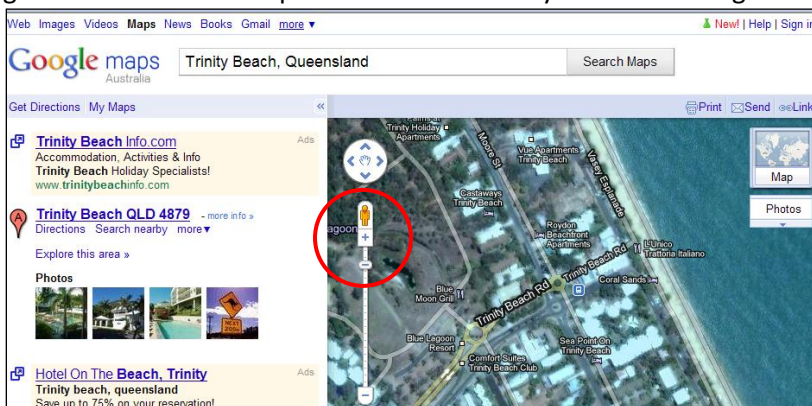 Web Images Videos Maps News Books Gmail more ▼
New! | Help | Sign in
Google maps
Australia
Trinity Beach, Queensland
Search Maps
Get Directions My Maps
«
Print Send Link
Trinity Beach Info.com
Ads
Accommodation, Activities & Info
Trinity Beach Holiday Specialists!
www.trinitybeachinfo.com
A
Trinity Beach QLD 4879 - more info »
Directions Search nearby more▼
Explore this area »
Photos
NEXT
Hotel On The Beach, Trinity
Ads
Trinity beach, queensland
Save up to 75% on your reservation!
Trinity Holiday
Apartments
Moore St
Vue Apartments
Trinity Beach
Vasey Esplanade
Map
Photos
Castaways
Trinity Beach
agoon
Roydon
Beachfront
Apartments
L'Unico
Trattoria Italiano
Trinity Beach Rd
Coral Sands
Blue
Moon Grill
Trinity Beach Rd
Blue Lagoon
Resort
Sea Point On
Trinity Beach
Comfort Suites
Trinity Beach Club